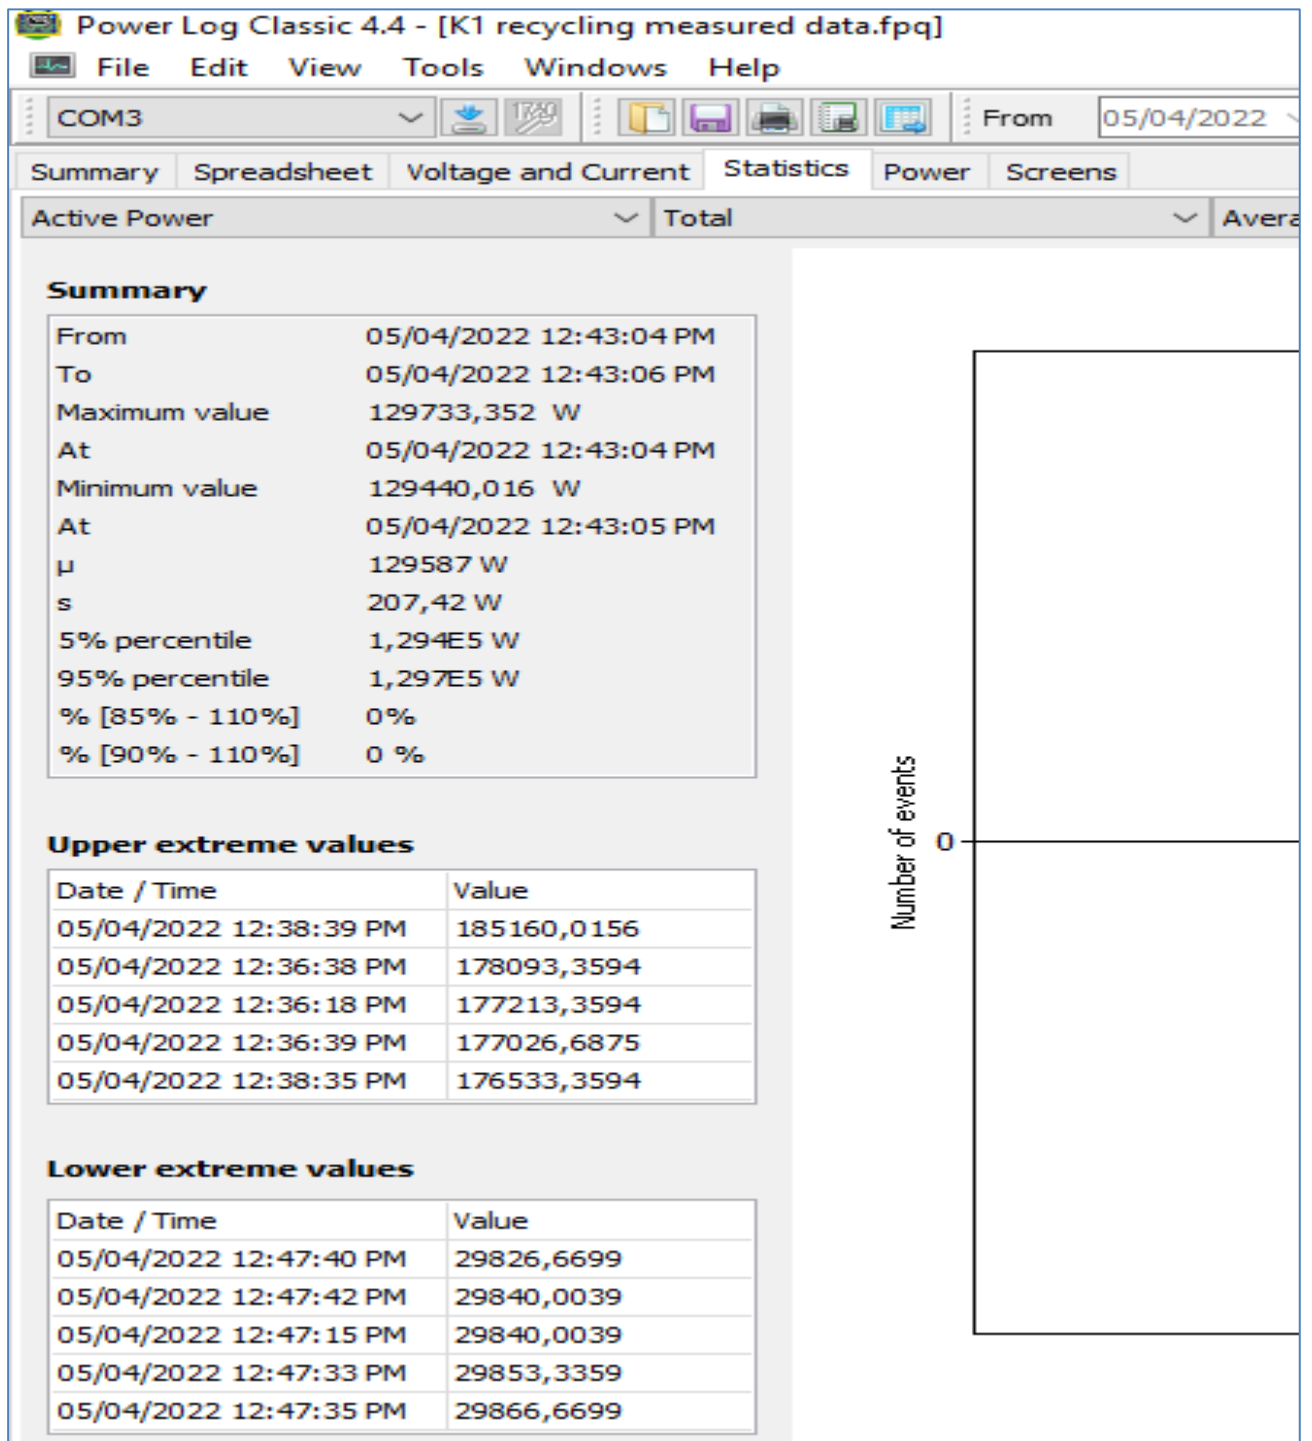 Power Log Classic 4.4 - [K1 recycling measured data.fpq]
File Edit View Tools Windows Help
COM3 From 05/04/2022
Summary Spreadsheet Voltage and Current Statistics Power Screens
Active Power Total Avera
Summary
From 05/04/2022 12:43:04 PM
To 05/04/2022 12:43:06 PM
Maximum value 129733,352 W
At 05/04/2022 12:43:04 PM
Minimum value 129440,016 W
At 05/04/2022 12:43:05 PM
µ 129587 W
s 207,42 W
5% percentile 1,294E5 W
95% percentile 1,297E5 W
% [85% - 110%] 0%
% [90% - 110%] 0 %
Upper extreme values
Date / Time Value
05/04/2022 12:38:39 PM 185160,0156
05/04/2022 12:36:38 PM 178093,3594
05/04/2022 12:36:18 PM 177213,3594
05/04/2022 12:36:39 PM 177026,6875
05/04/2022 12:38:35 PM 176533,3594
Lower extreme values
Date / Time Value
05/04/2022 12:47:40 PM 29826,6699
05/04/2022 12:47:42 PM 29840,0039
05/04/2022 12:47:15 PM 29840,0039
05/04/2022 12:47:33 PM 29853,3359
05/04/2022 12:47:35 PM 29866,6699
Number of events
0